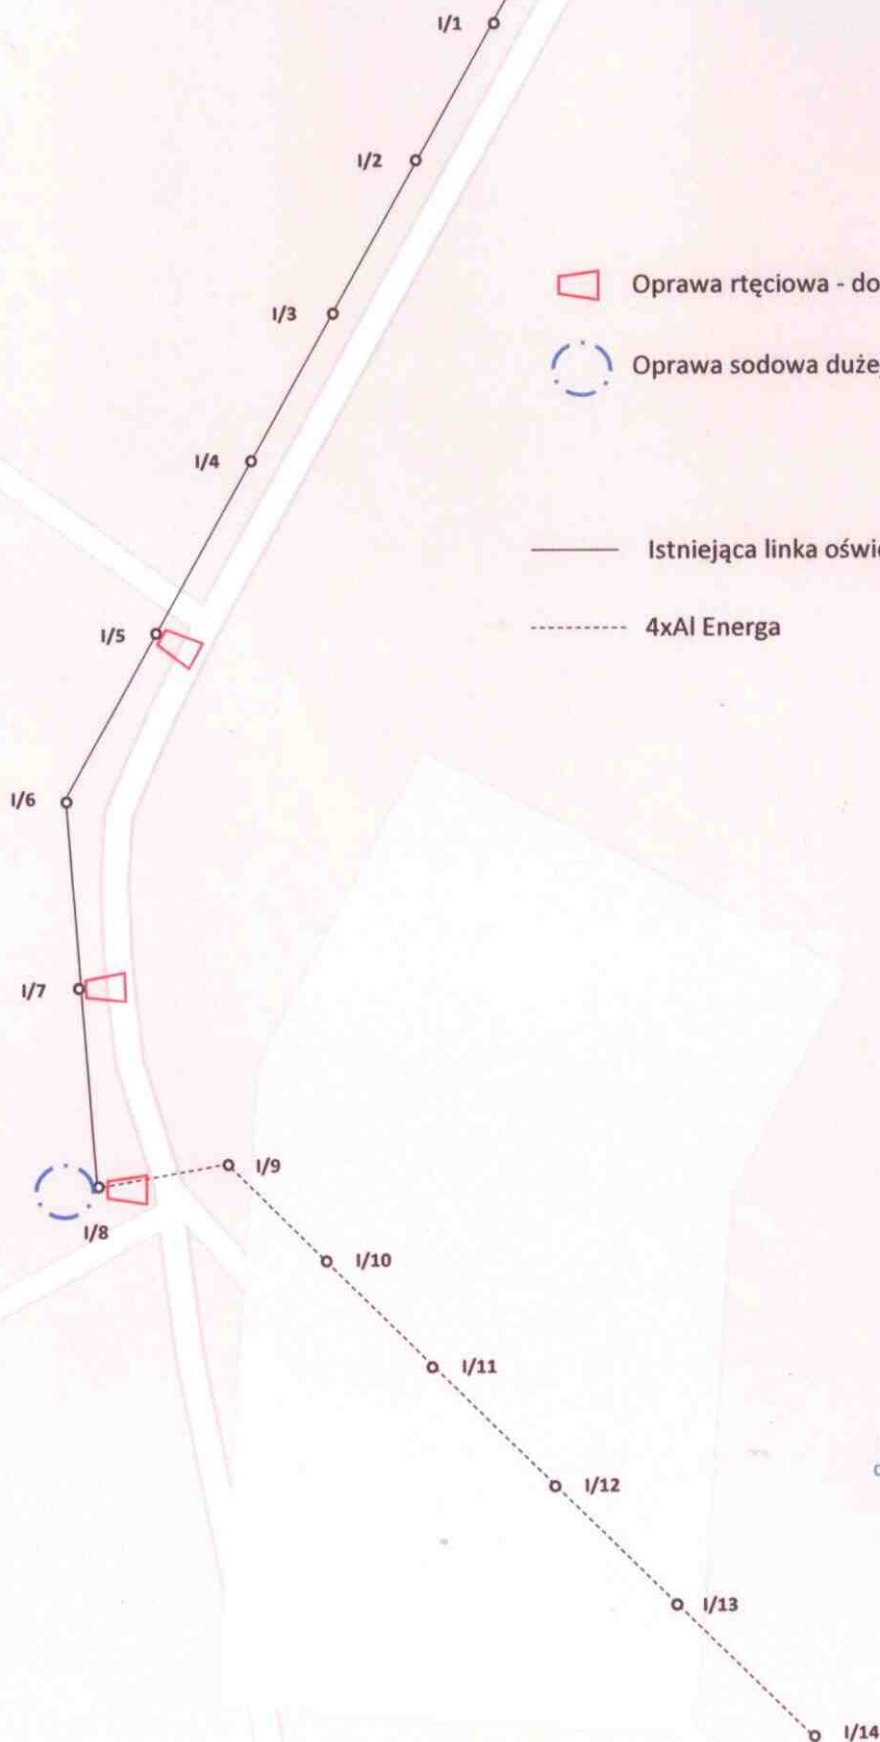 I/1
I/2
Oprawa rtęciowa - do
I/3
Oprawa sodowa duże
I/4
Istniejąca linka oświe
4xAl Energa
I/5
I/6
I/7
I/9
I/8
I/10
I/11
I/12
I/13
I/14